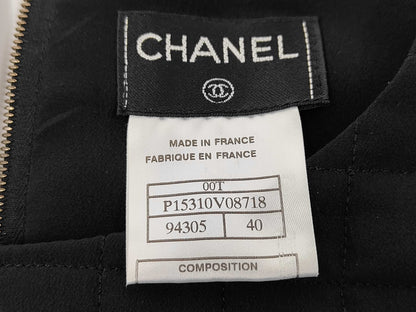 CHANEL
MADE IN FRANCE
FABRIQUE EN FRANCE
00T
P15310V08718
94305 40
COMPOSITION